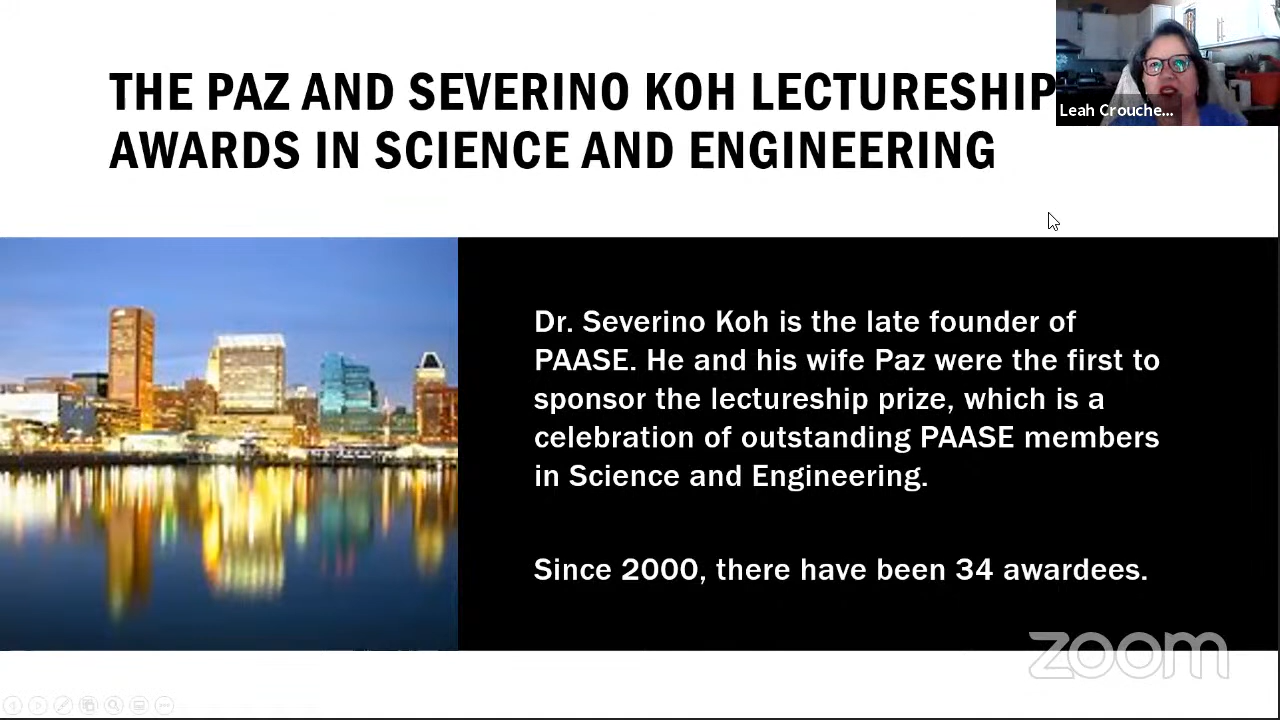 THE PAZ AND SEVERINO KOH LECTURESHIP
AWARDS IN SCIENCE AND ENGINEERING
Leah Crouche...
Dr. Severino Koh is the late founder of
PAASE. He and his wife Paz were the first to
sponsor the lectureship prize, which is a
celebration of outstanding PAASE members
in Science and Engineering.
Since 2000, there have been 34 awardees.
zoom